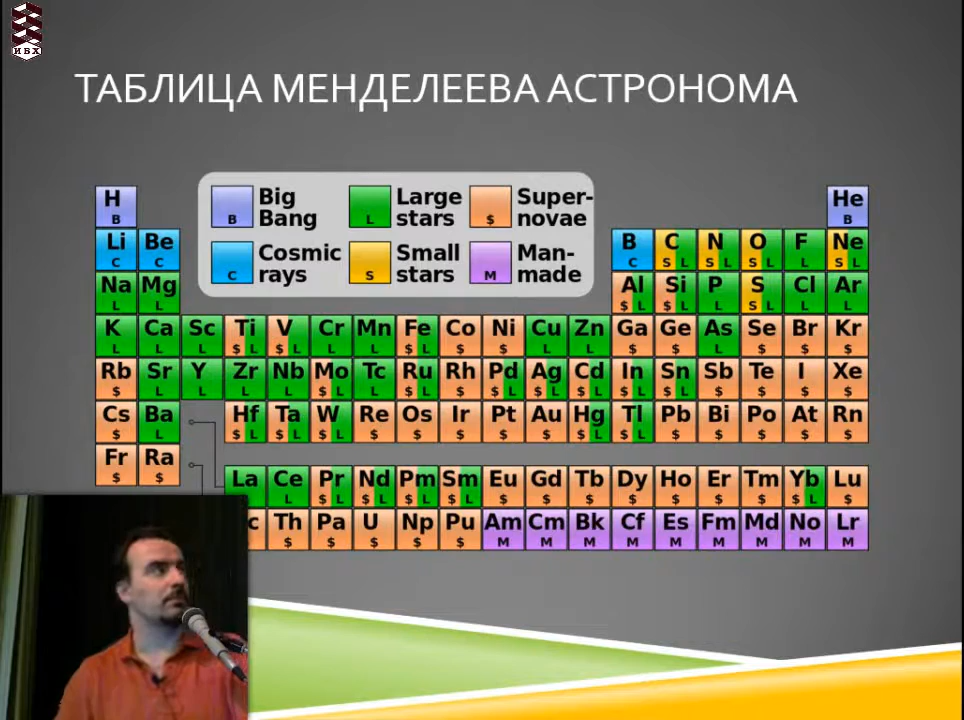 ИБХ
ТАБЛИЦА МЕНДЕЛЕЕВА АСТРОНОМА
B Big Bang
L Large stars
$ Super-novae
C Cosmic rays
S Small stars
M Man-made
H He
B B
Li Be B C N O F Ne
C C C S L S L S L L S L
Na Mg Al Si P S Cl Ar
L L $ L $ L L S L L L
K Ca Sc Ti V Cr Mn Fe Co Ni Cu Zn Ga Ge As Se Br Kr
L L L $ L $ L L L $ L $ $ L L $ $ L $ $ $
Rb Sr Y Zr Nb Mo Tc Ru Rh Pd Ag Cd In Sn Sb Te I Xe
$ L L L L $ L L $ L $ $ L $ L $ L $ L $ L $ $ $ $
Cs Ba Hf Ta W Re Os Ir Pt Au Hg Tl Pb Bi Po At Rn
$ L $ L $ L $ L $ $ $ $ $ $ L $ L $ $ $ $ $
Fr Ra
$ $
La Ce Pr Nd Pm Sm Eu Gd Tb Dy Ho Er Tm Yb Lu
L $ L $ L $ L $ L $ $ $ $ $ $ $ $ L $
c Th Pa U Np Pu Am Cm Bk Cf Es Fm Md No Lr
$ $ $ $ $ M M M M M M M M M